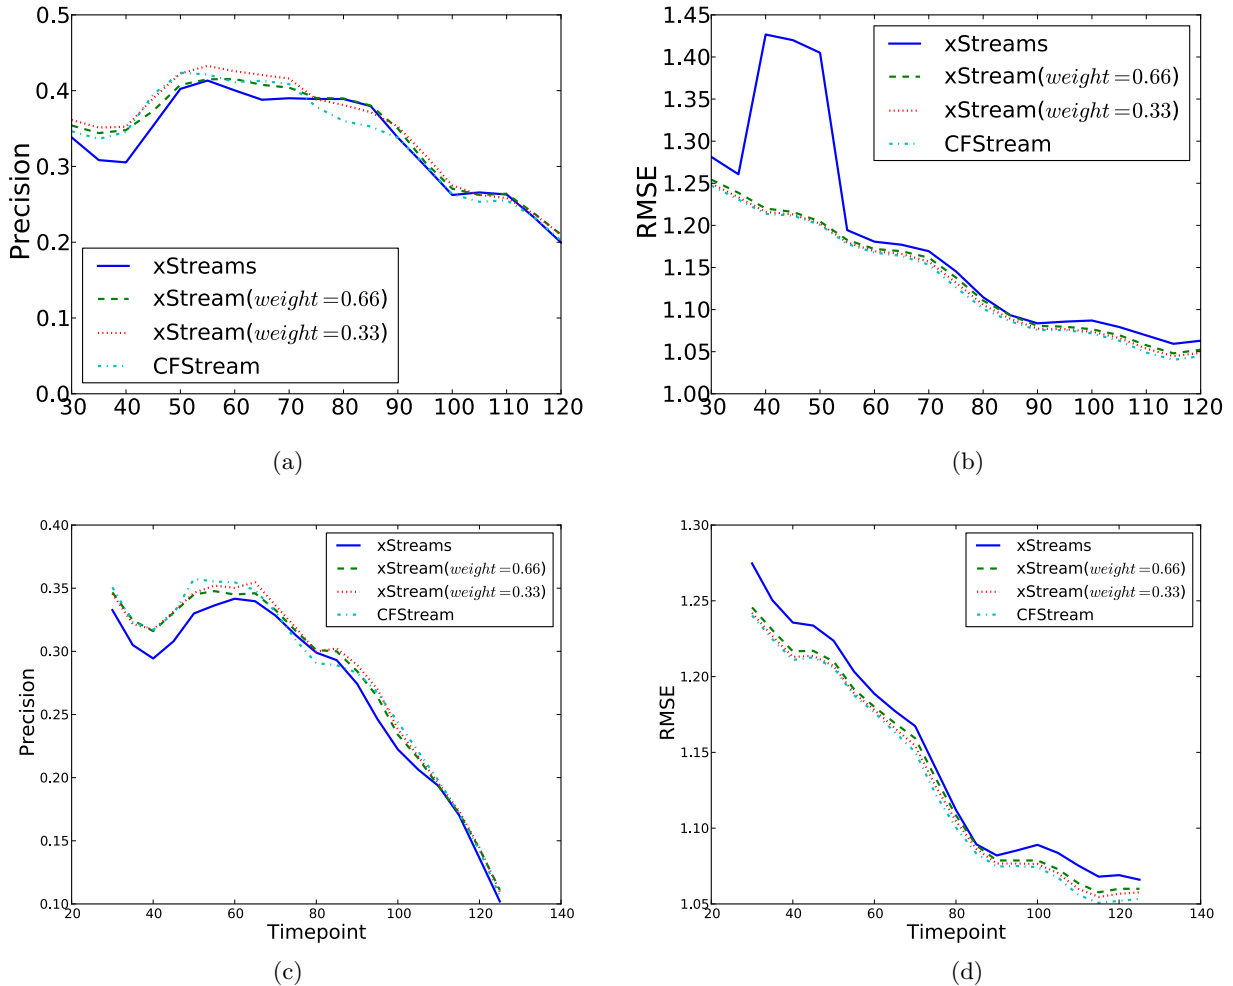 0.5
0.4
0.3
0.2
0.1
0.0
Precision
xStreams
xStream(weight=0.66)
xStream(weight=0.33)
CFStream
30 40 50 60 70 80 90 100 110 120
(a)
1.45
1.40
1.35
1.30
1.25
1.20
1.15
1.10
1.05
1.00
RMSE
xStreams
xStream(weight=0.66)
xStream(weight=0.33)
CFStream
30 40 50 60 70 80 90 100 110 120
(b)
0.40
0.35
0.30
0.25
0.20
0.15
0.10
Precision
xStreams
xStream(weight=0.66)
xStream(weight=0.33)
CFStream
20 40 60 80 100 120 140
Timepoint
(c)
1.30
1.25
1.20
1.15
1.10
1.05
RMSE
xStreams
xStream(weight=0.66)
xStream(weight=0.33)
CFStream
20 40 60 80 100 120 140
Timepoint
(d)